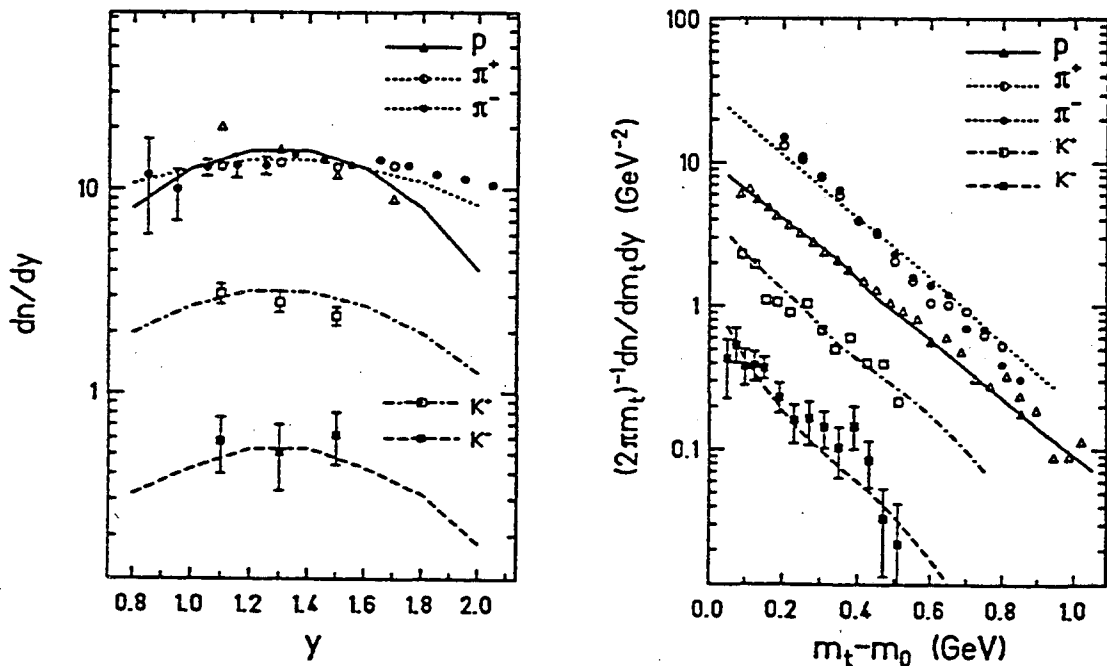 p
π⁺
π⁻
10
dn/dy
1
K⁺
K⁻
0.8 1.0 1.2 1.4 1.6 1.8 2.0
y
100
p
π⁺
π⁻
K⁺
K⁻
10
1
0.1
(2πmₜ)⁻¹dn/dmₜdy (GeV⁻²)
0.0 0.2 0.4 0.6 0.8 1.0
mₜ-m₀ (GeV)